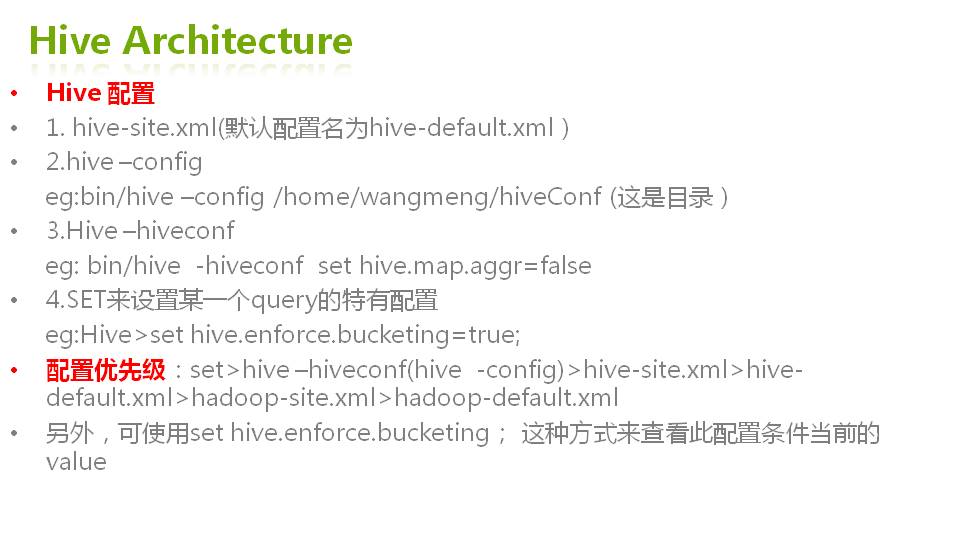 Hive Architecture
• Hive 配置
• 1. hive-site.xml(默认配置名为hive-default.xml )
• 2.hive –config
eg:bin/hive –config /home/wangmeng/hiveConf (这是目录 )
• 3.Hive –hiveconf
eg: bin/hive  -hiveconf  set hive.map.aggr=false
• 4.SET来设置某一个query的特有配置
eg:Hive>set hive.enforce.bucketing=true;
• 配置优先级：set>hive –hiveconf(hive  -config)>hive-site.xml>hive-
default.xml>hadoop-site.xml>hadoop-default.xml
• 另外，可使用set hive.enforce.bucketing； 这种方式来查看此配置条件当前的
value